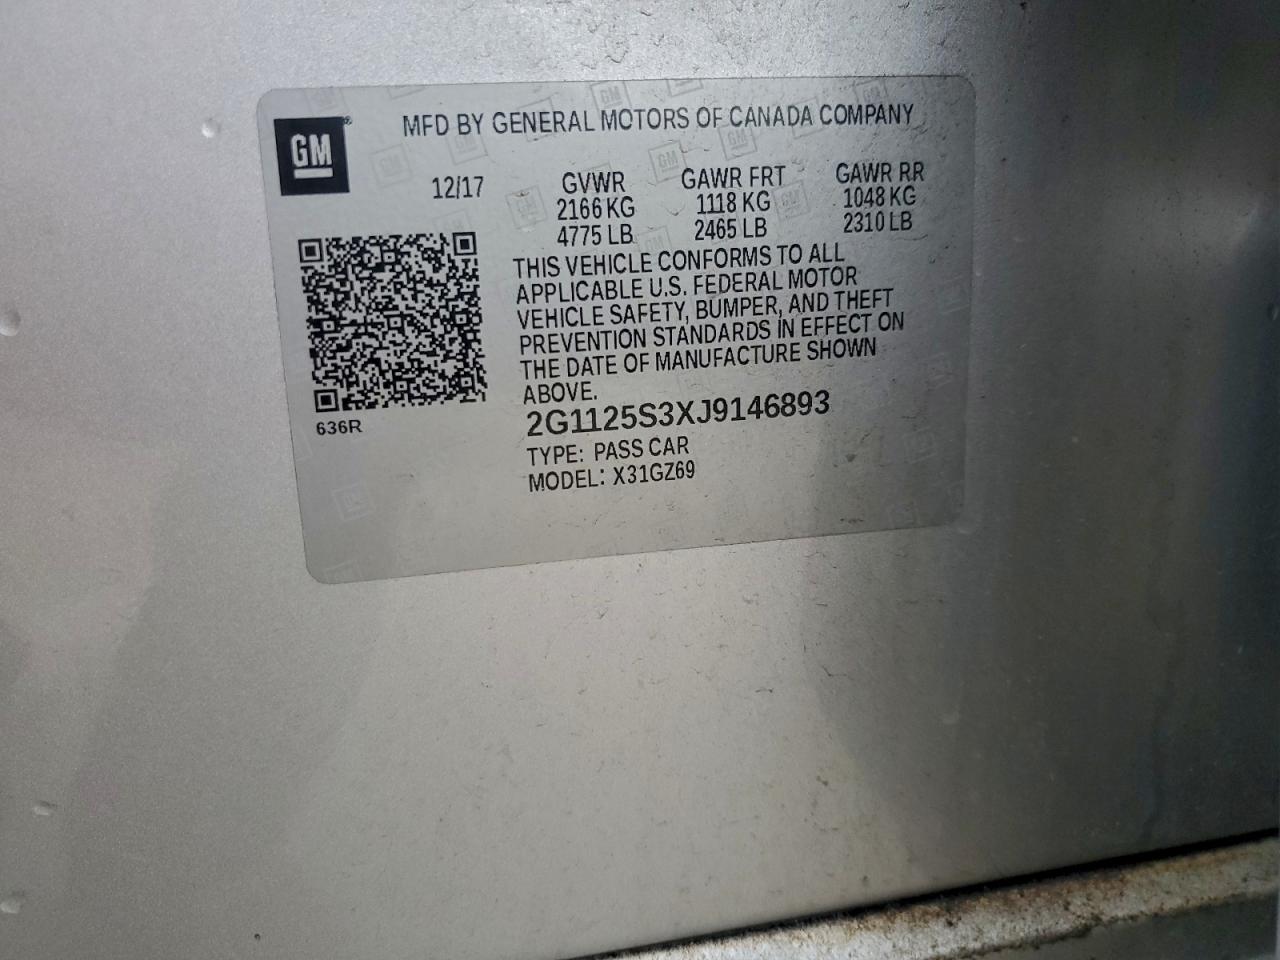 GM®
MFD BY GENERAL MOTORS OF CANADA COMPANY
12/17
GVWR GAWR FRT GAWR RR
2166 KG 1118 KG 1048 KG
4775 LB 2465 LB 2310 LB
THIS VEHICLE CONFORMS TO ALL
APPLICABLE U.S. FEDERAL MOTOR
VEHICLE SAFETY, BUMPER, AND THEFT
PREVENTION STANDARDS IN EFFECT ON
THE DATE OF MANUFACTURE SHOWN
ABOVE.
636R
2G1125S3XJ9146893
TYPE: PASS CAR
MODEL: X31GZ69